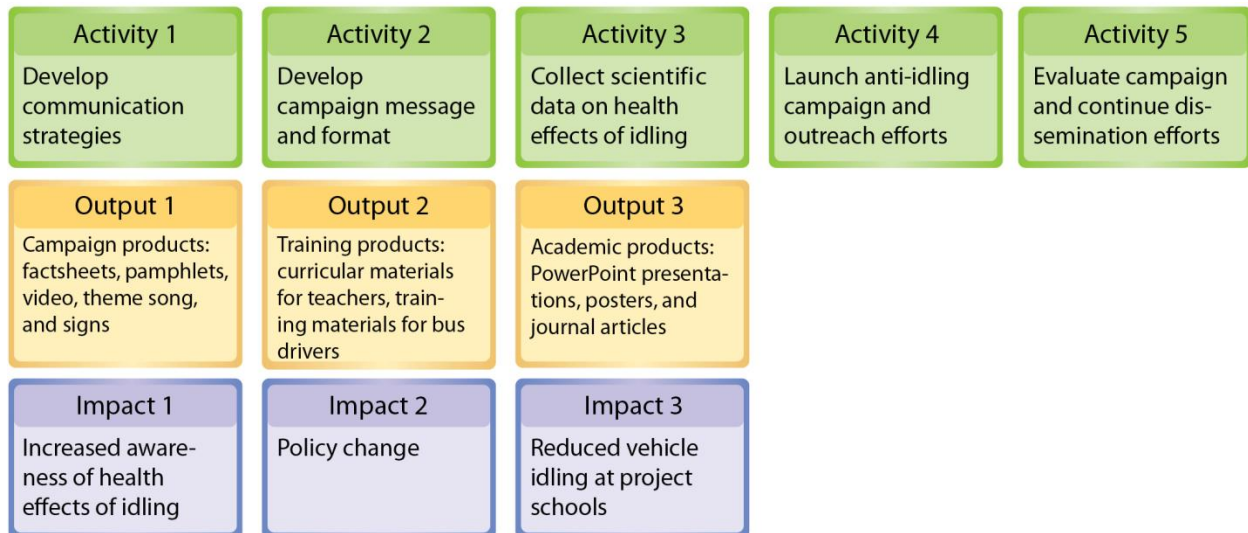 Activity 1
Develop
communication
strategies
Activity 2
Develop
campaign message
and format
Activity 3
Collect scientific
data on health
effects of idling
Activity 4
Launch anti-idling
campaign and
outreach efforts
Activity 5
Evaluate campaign
and continue dis-
semination efforts
Output 1
Campaign products:
factsheets, pamphlets,
video, theme song,
and signs
Output 2
Training products:
curricular materials
for teachers, train-
ing materials for bus
drivers
Output 3
Academic products:
PowerPoint presenta-
tions, posters, and
journal articles
Impact 1
Increased aware-
ness of health
effects of idling
Impact 2
Policy change
Impact 3
Reduced vehicle
idling at project
schools